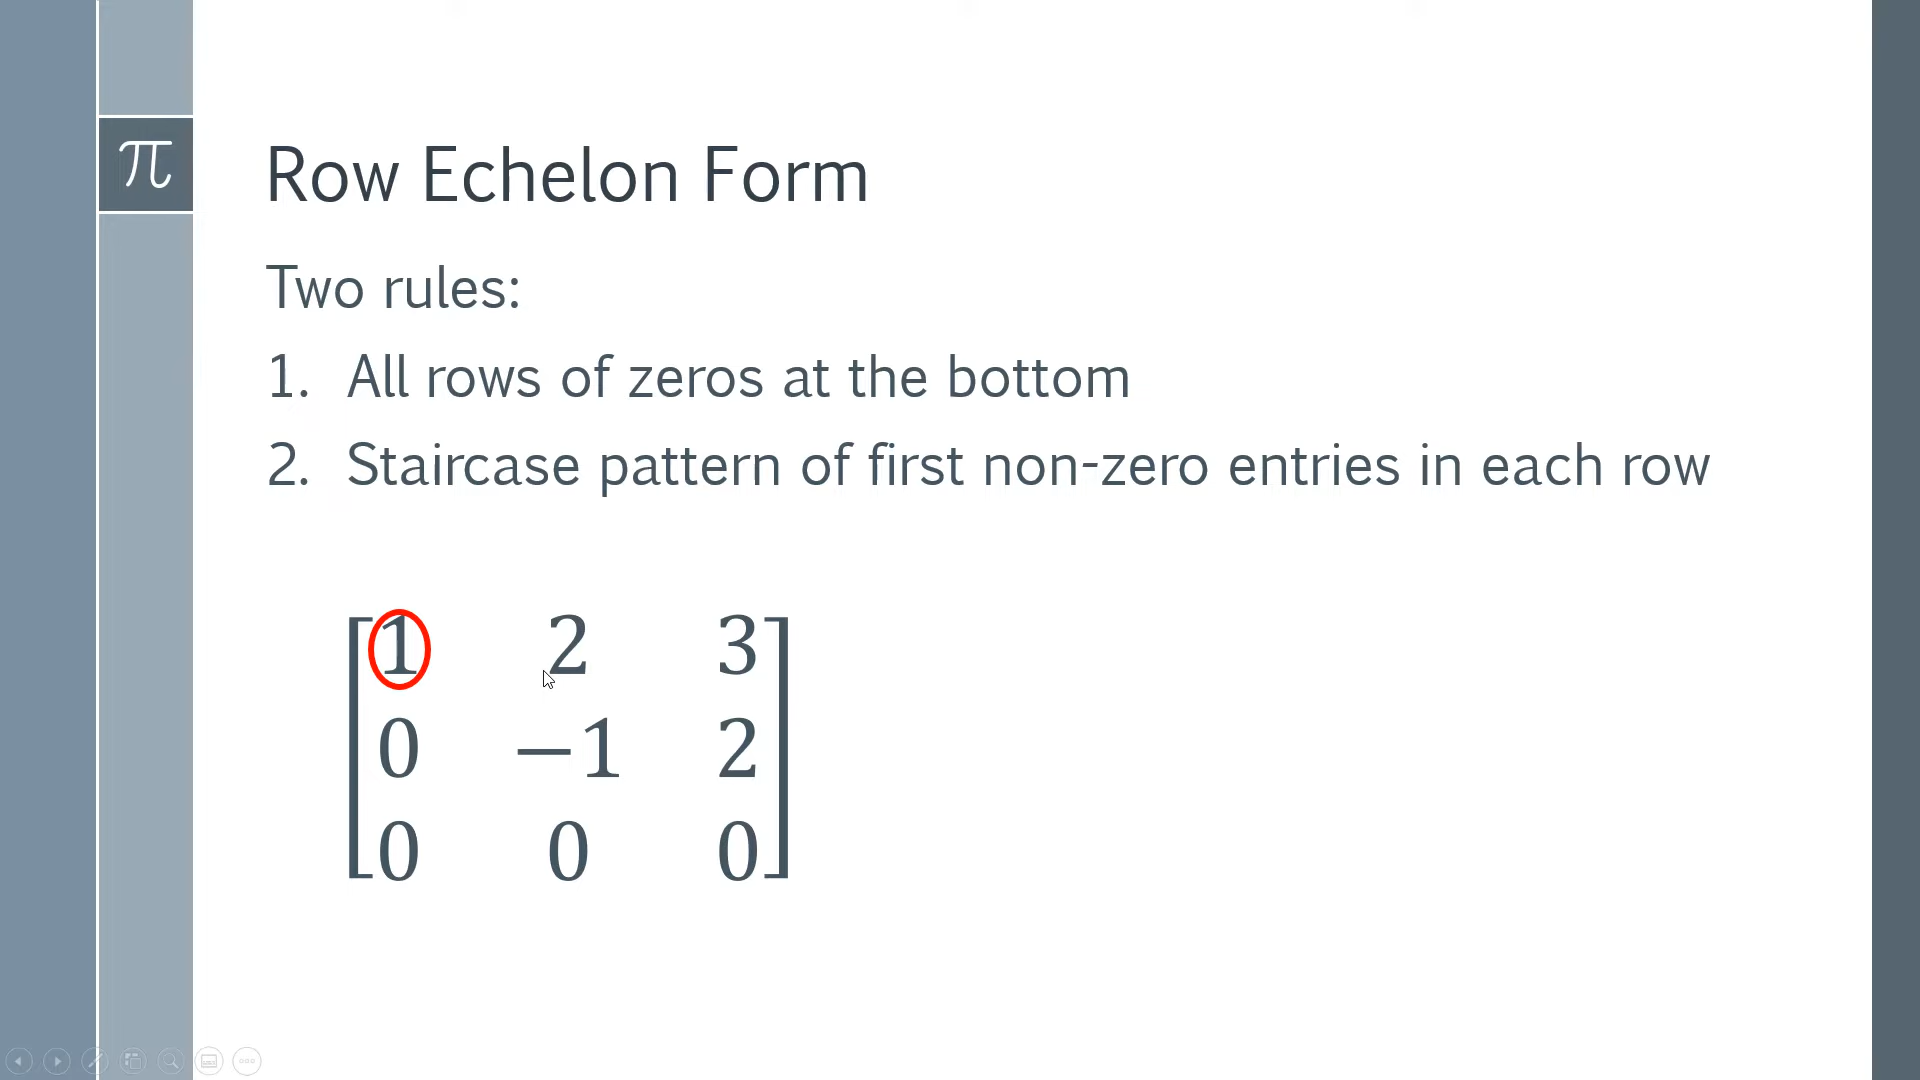 π
Row Echelon Form
Two rules:
1. All rows of zeros at the bottom
2. Staircase pattern of first non-zero entries in each row
1 2 3
0 −1 2
0 0 0